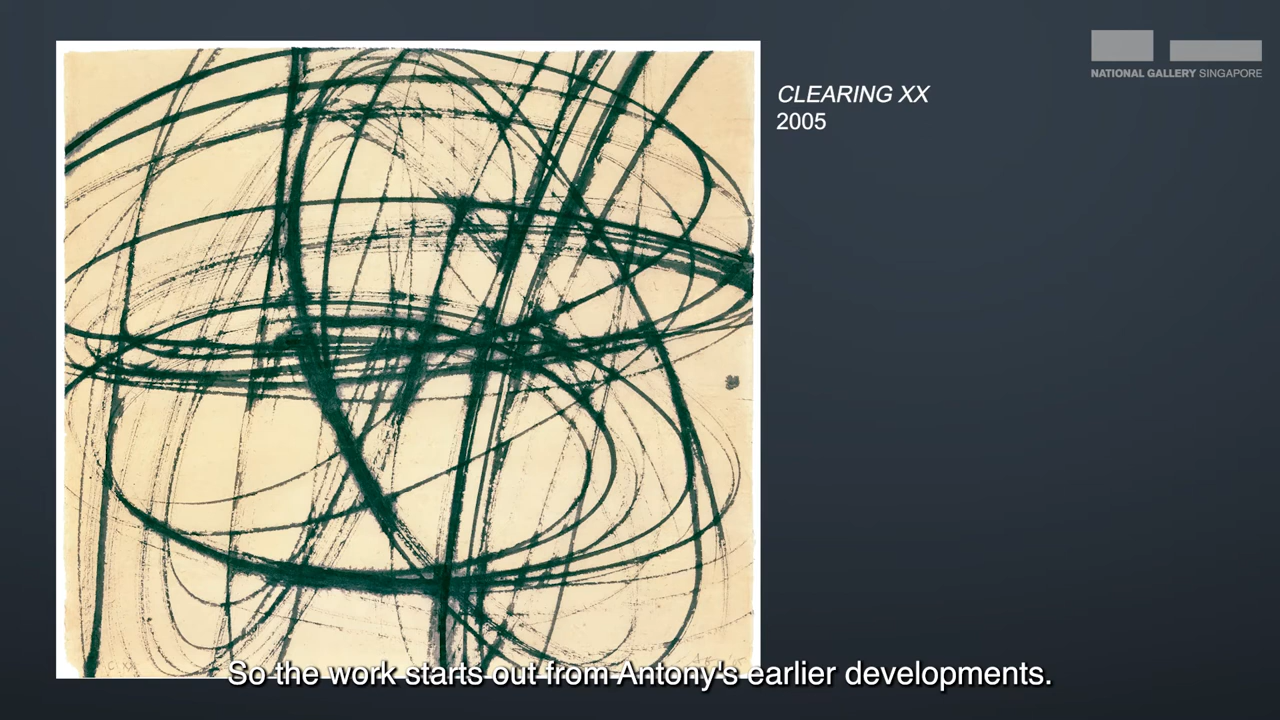 NATIONAL GALLERY SINGAPORE
CLEARING XX
2005
So the work starts out from Antony's earlier developments.